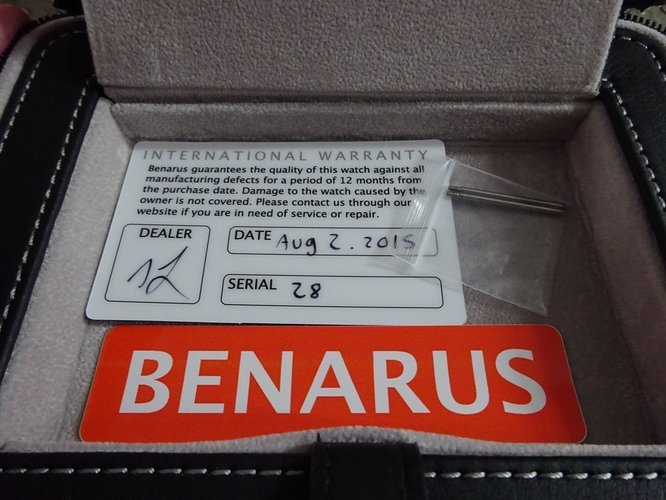 INTERNATIONAL WARRANTY
Benarus guarantees the quality of this watch against all
manufacturing defects for a period of 12 months from
the purchase date. Damage to the watch caused by the
owner is not covered. Please contact us through our
website if you are in need of service or repair.
DEALER
DATE Aug 2. 2015
SERIAL 28
BENARUS